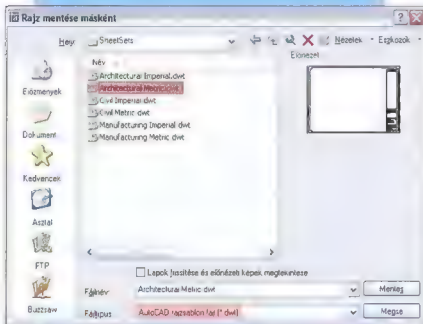 Rajz mentése másként
Hely SheetSets Nézetek Eszközök
Név Előnézet
Architectural Imperial.dwt
Architectural Metric.dwt
Civil Imperial.dwt
Civil Metric.dwt
Manufacturing Imperial.dwt
Manufacturing Metric.dwt
Előzmények
Dokument
Kedvencek
Asztal
FTP
Buzzsaw
Lapok frissítése és előnézeti képek megtekintése
Fájlnév Architectural Metric.dwt Mentés
Fájltípus AutoCAD rajzsablon (*.dwt) Mégse